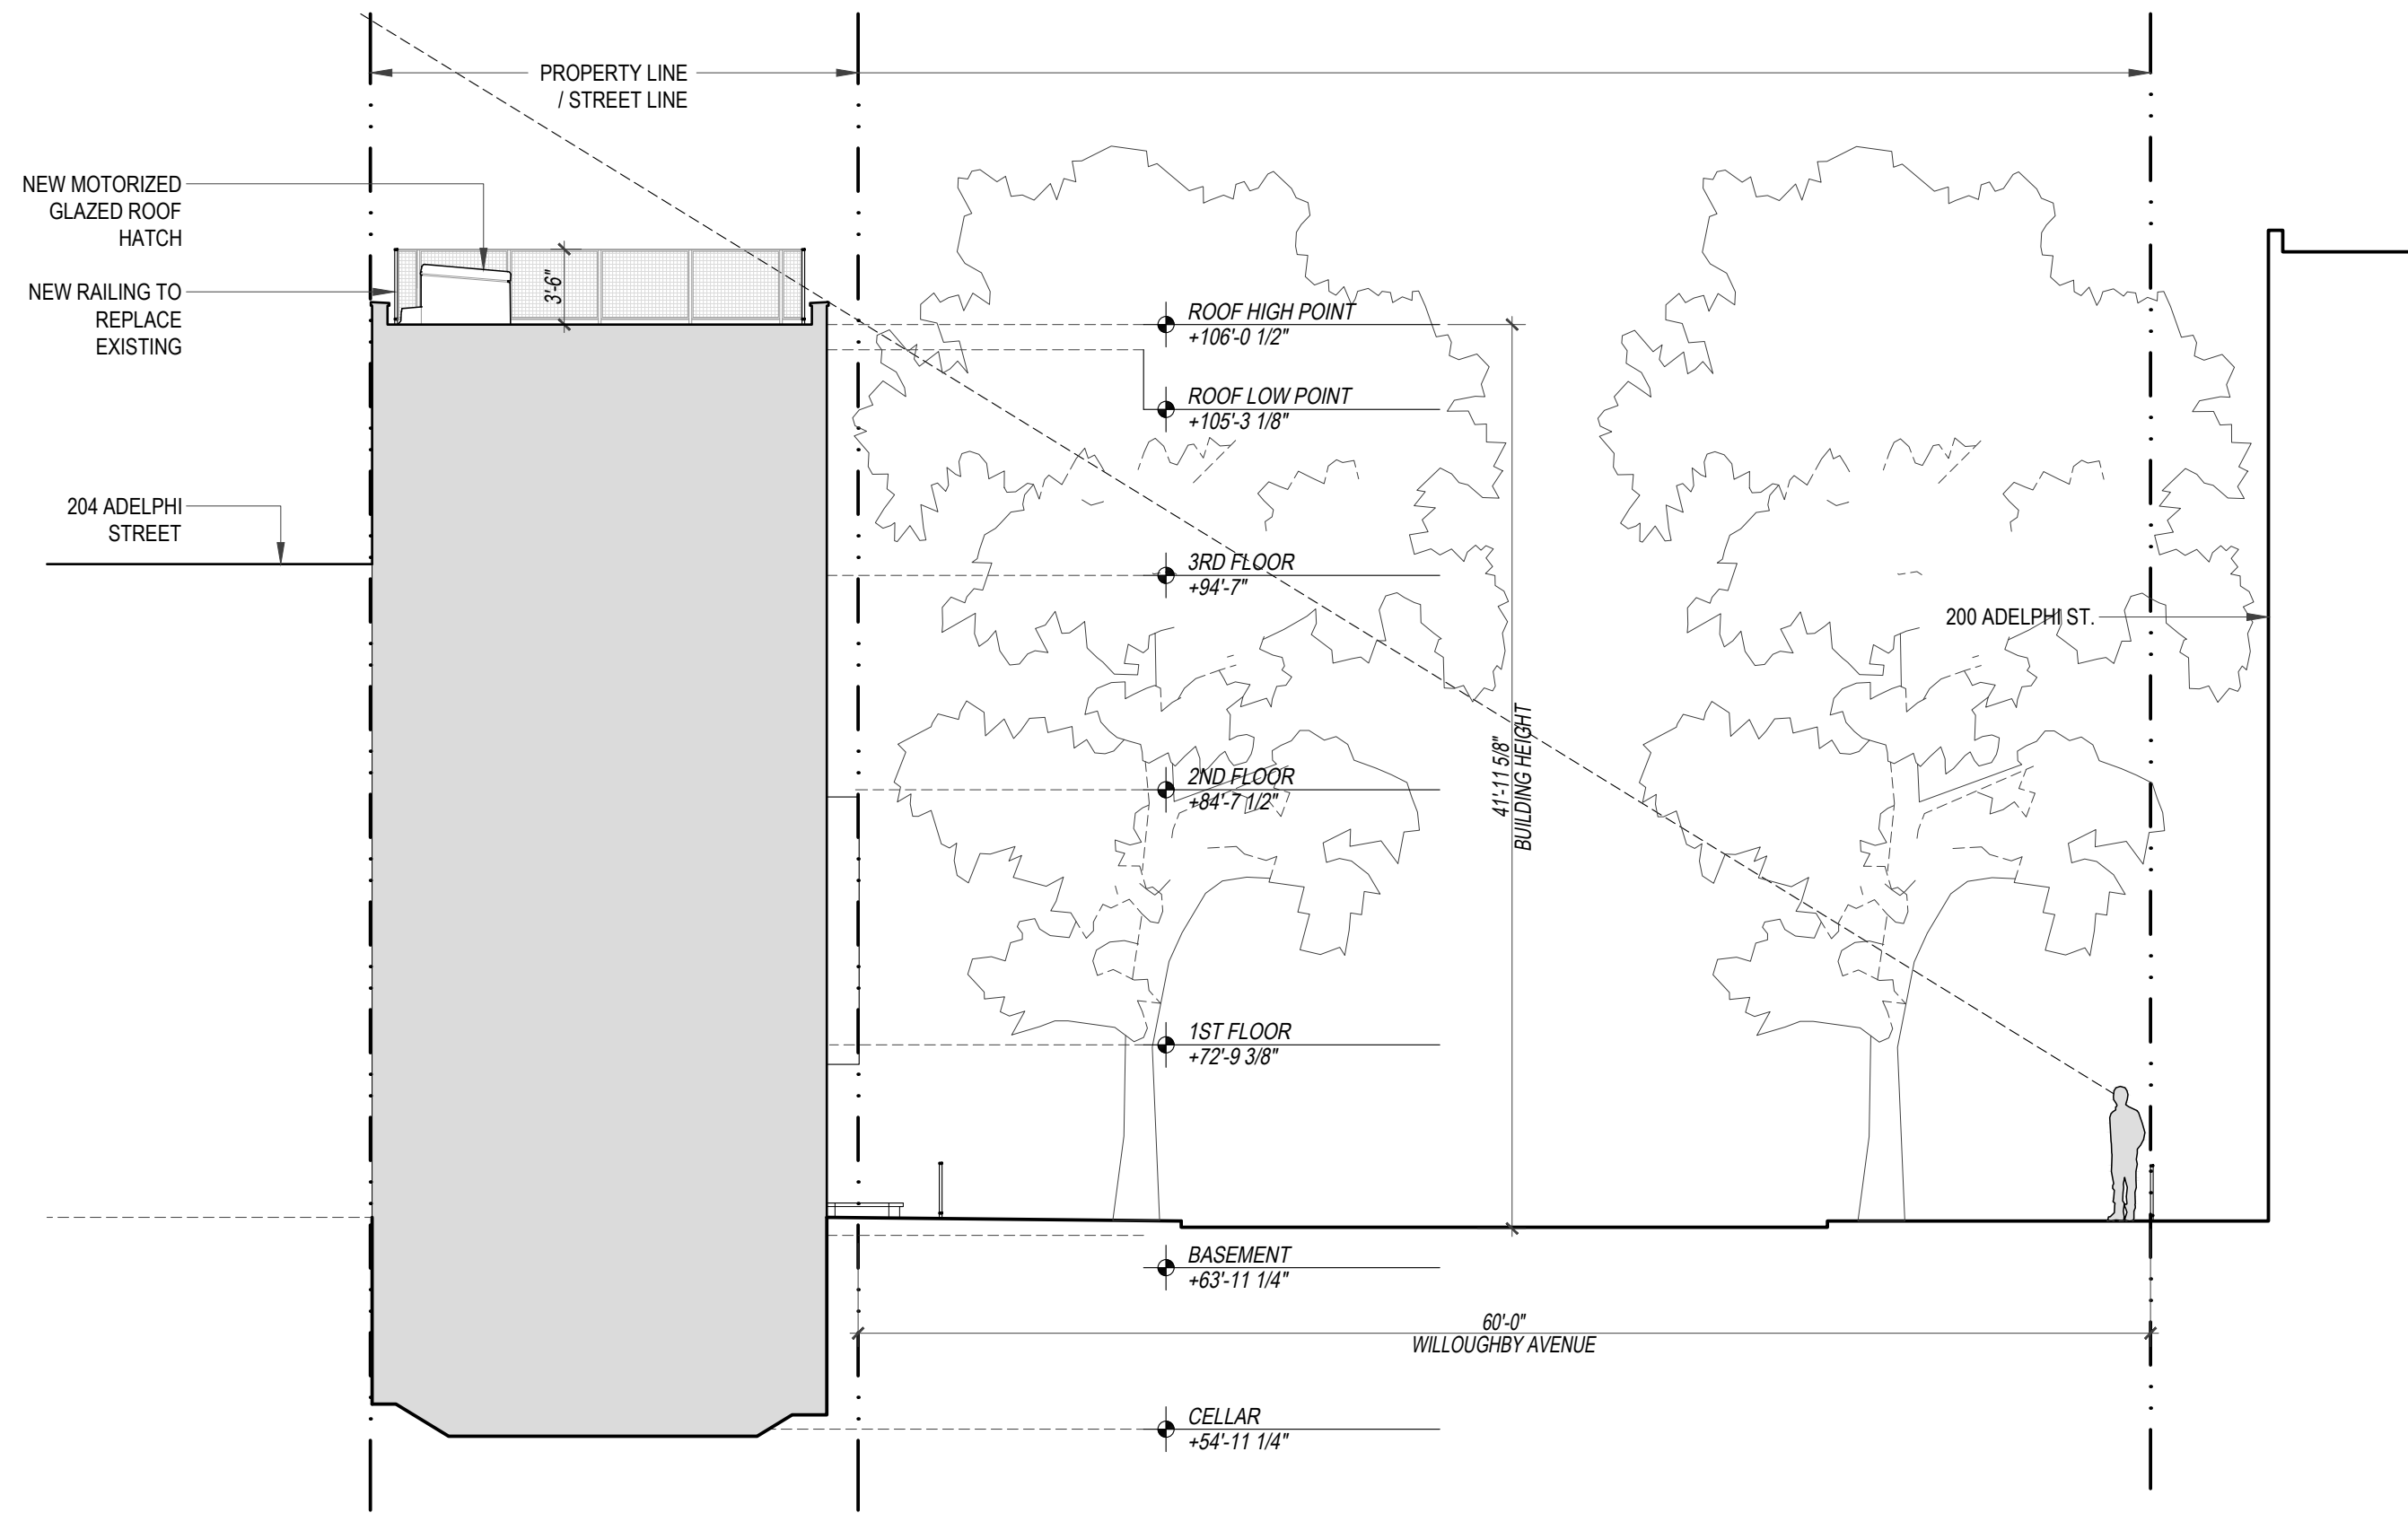 PROPERTY LINE
/ STREET LINE
NEW MOTORIZED
GLAZED ROOF
HATCH
NEW RAILING TO
REPLACE
EXISTING
3'-6"
ROOF HIGH POINT
+106'-0 1/2"
ROOF LOW POINT
+105'-3 1/8"
204 ADELPHI
STREET
3RD FLOOR
+94'-7"
200 ADELPHI ST.
2ND FLOOR
+84'-7 1/2"
41'-11 5/8"
BUILDING HEIGHT
1ST FLOOR
+72'-9 3/8"
BASEMENT
+63'-11 1/4"
60'-0"
WILLOUGHBY AVENUE
CELLAR
+54'-11 1/4"